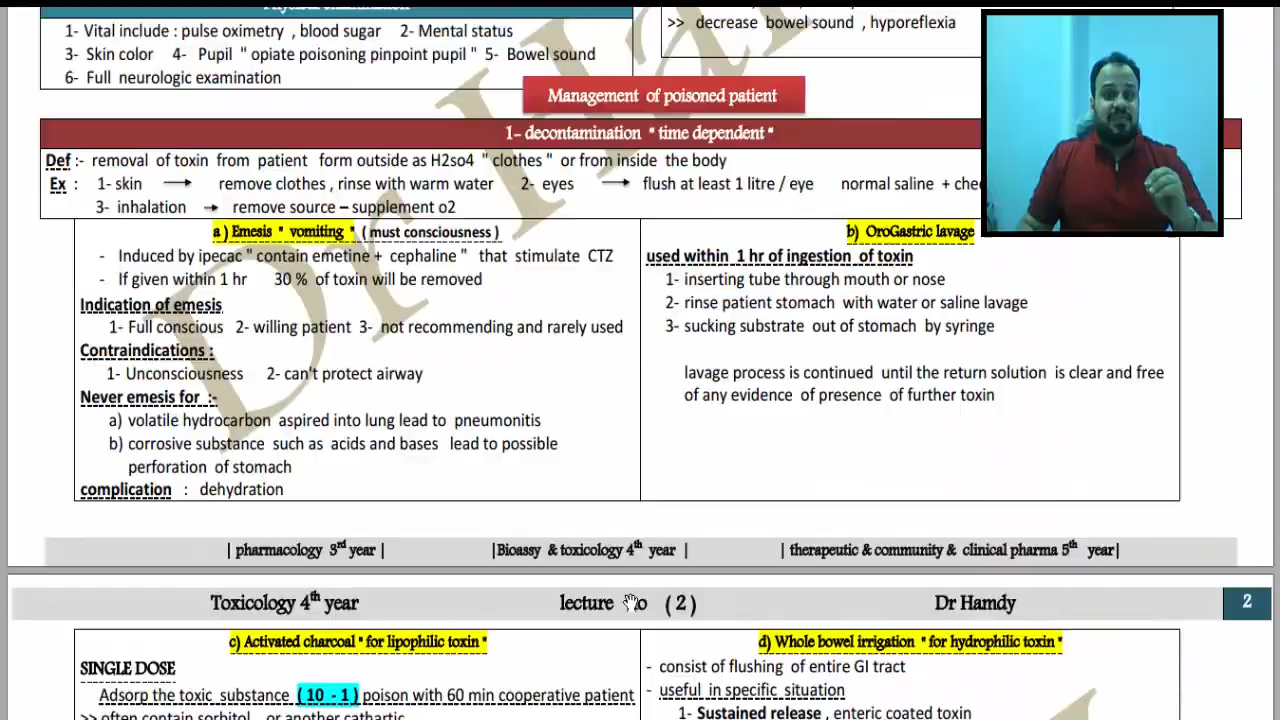 Physical examination
1- Vital include : pulse oximetry , blood sugar 2- Mental status
3- Skin color 4- Pupil " opiate poisoning pinpoint pupil " 5- Bowel sound
6- Full neurologic examination
>> decrease bowel sound , hyporeflexia
Management of poisoned patient
1- decontamination " time dependent "
Def :- removal of toxin from patient form outside as H2so4 " clothes " or from inside the body
Ex : 1- skin → remove clothes , rinse with warm water 2- eyes → flush at least 1 litre / eye normal saline +
3- inhalation → remove source – supplement o2
a ) Emesis " vomiting " ( must consciousness )
- Induced by ipecac " contain emetine + cephaline " that stimulate CTZ
- If given within 1 hr 30 % of toxin will be removed
Indication of emesis
1- Full conscious 2- willing patient 3- not recommending and rarely used
Contraindications :
1- Unconsciousness 2- can't protect airway
Never emesis for :-
a) volatile hydrocarbon aspired into lung lead to pneumonitis
b) corrosive substance such as acids and bases lead to possible
perforation of stomach
complication : dehydration
b) OroGastric lavage
used within 1 hr of ingestion of toxin
1- inserting tube through mouth or nose
2- rinse patient stomach with water or saline lavage
3- sucking substrate out of stomach by syringe
lavage process is continued until the return solution is clear and free
of any evidence of presence of further toxin
| pharmacology 3rd year | |Bioassy & toxicology 4th year | | therapeutic & community & clinical pharma 5th year|
Toxicology 4th year lecture no ( 2 ) Dr Hamdy 2
c) Activated charcoal " for lipophilic toxin "
SINGLE DOSE
Adsorp the toxic substance ( 10 - 1 ) poison with 60 min cooperative patient
>> often contain sorbitol or another cathartic
d) Whole bowel irrigation " for hydrophilic toxin "
- consist of flushing of entire GI tract
- useful in specific situation
1- Sustained release , enteric coated toxin
Dr Ha